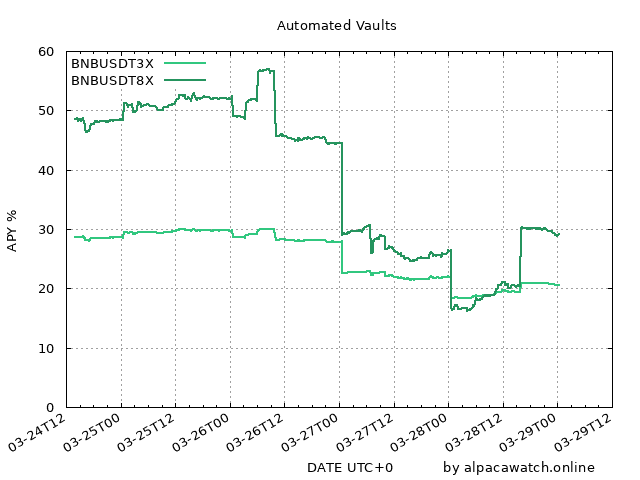 Automated Vaults
BNBUSDT3X
BNBUSDT8X
60
50
40
30
20
10
0
APY %
03-24T12
03-25T00
03-25T12
03-26T00
03-26T12
03-27T00
03-27T12
03-28T00
03-28T12
03-29T00
03-29T12
DATE UTC+0
by alpacawatch.online